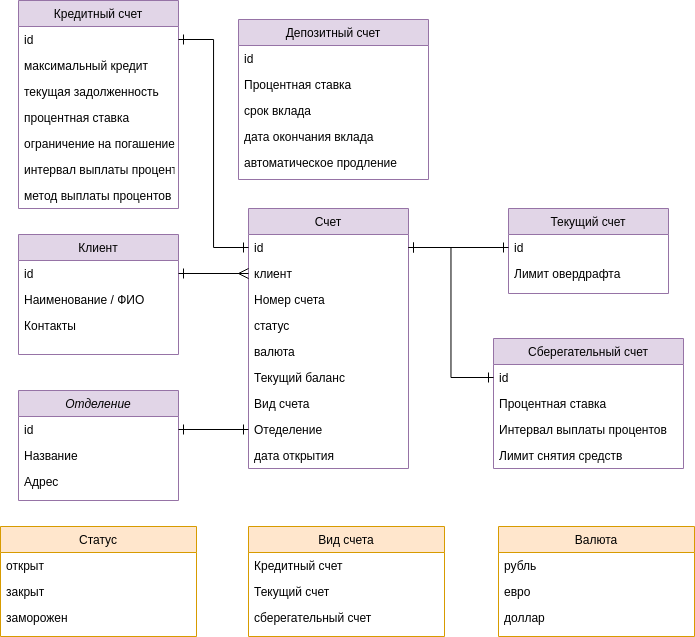 Кредитный счет
id
максимальный кредит
текущая задолженность
процентная ставка
ограничение на погашение
интервал выплаты процент
метод выплаты процентов
Депозитный счет
id
Процентная ставка
срок вклада
дата окончания вклада
автоматическое продление
Клиент
id
Наименование / ФИО
Контакты
Счет
id
клиент
Номер счета
статус
валюта
Текущий баланс
Вид счета
Отеделение
дата открытия
Текущий счет
id
Лимит овердрафта
Сберегательный счет
id
Процентная ставка
Интервал выплаты процентов
Лимит снятия средств
Отделение
id
Название
Адрес
Статус
открыт
закрыт
заморожен
Вид счета
Кредитный счет
Текущий счет
сберегательный счет
Валюта
рубль
евро
доллар